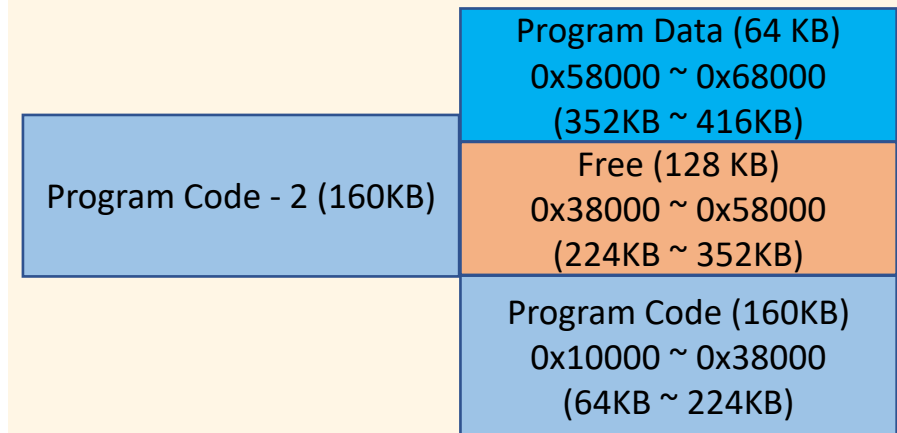 Program Data (64 KB)
0x58000 ~ 0x68000
(352KB ~ 416KB)
Program Code - 2 (160KB)
Free (128 KB)
0x38000 ~ 0x58000
(224KB ~ 352KB)
Program Code (160KB)
0x10000 ~ 0x38000
(64KB ~ 224KB)